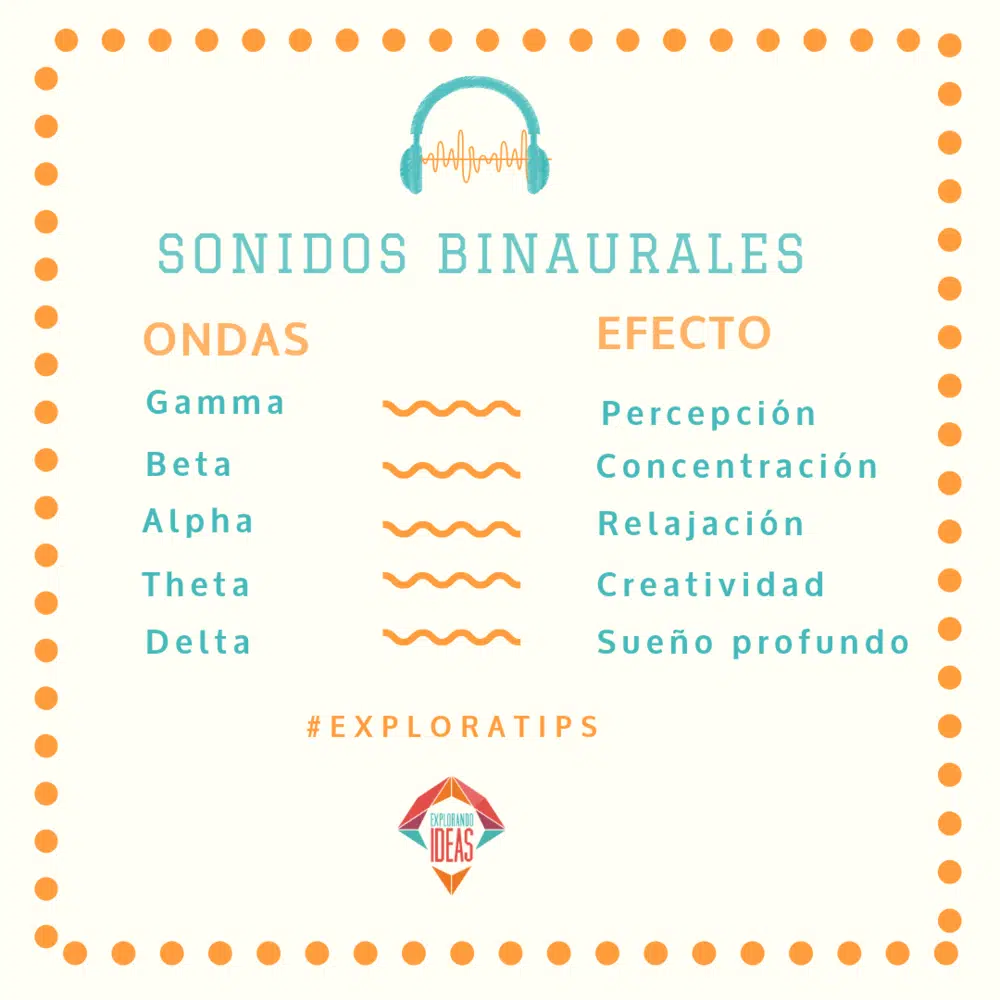 SONIDOS BINAURALES
ONDAS EFECTO
Gamma Percepción
Beta Concentración
Alpha Relajación
Theta Creatividad
Delta Sueño profundo
#EXPLORATIPS
EXPLORANDO
IDEAS